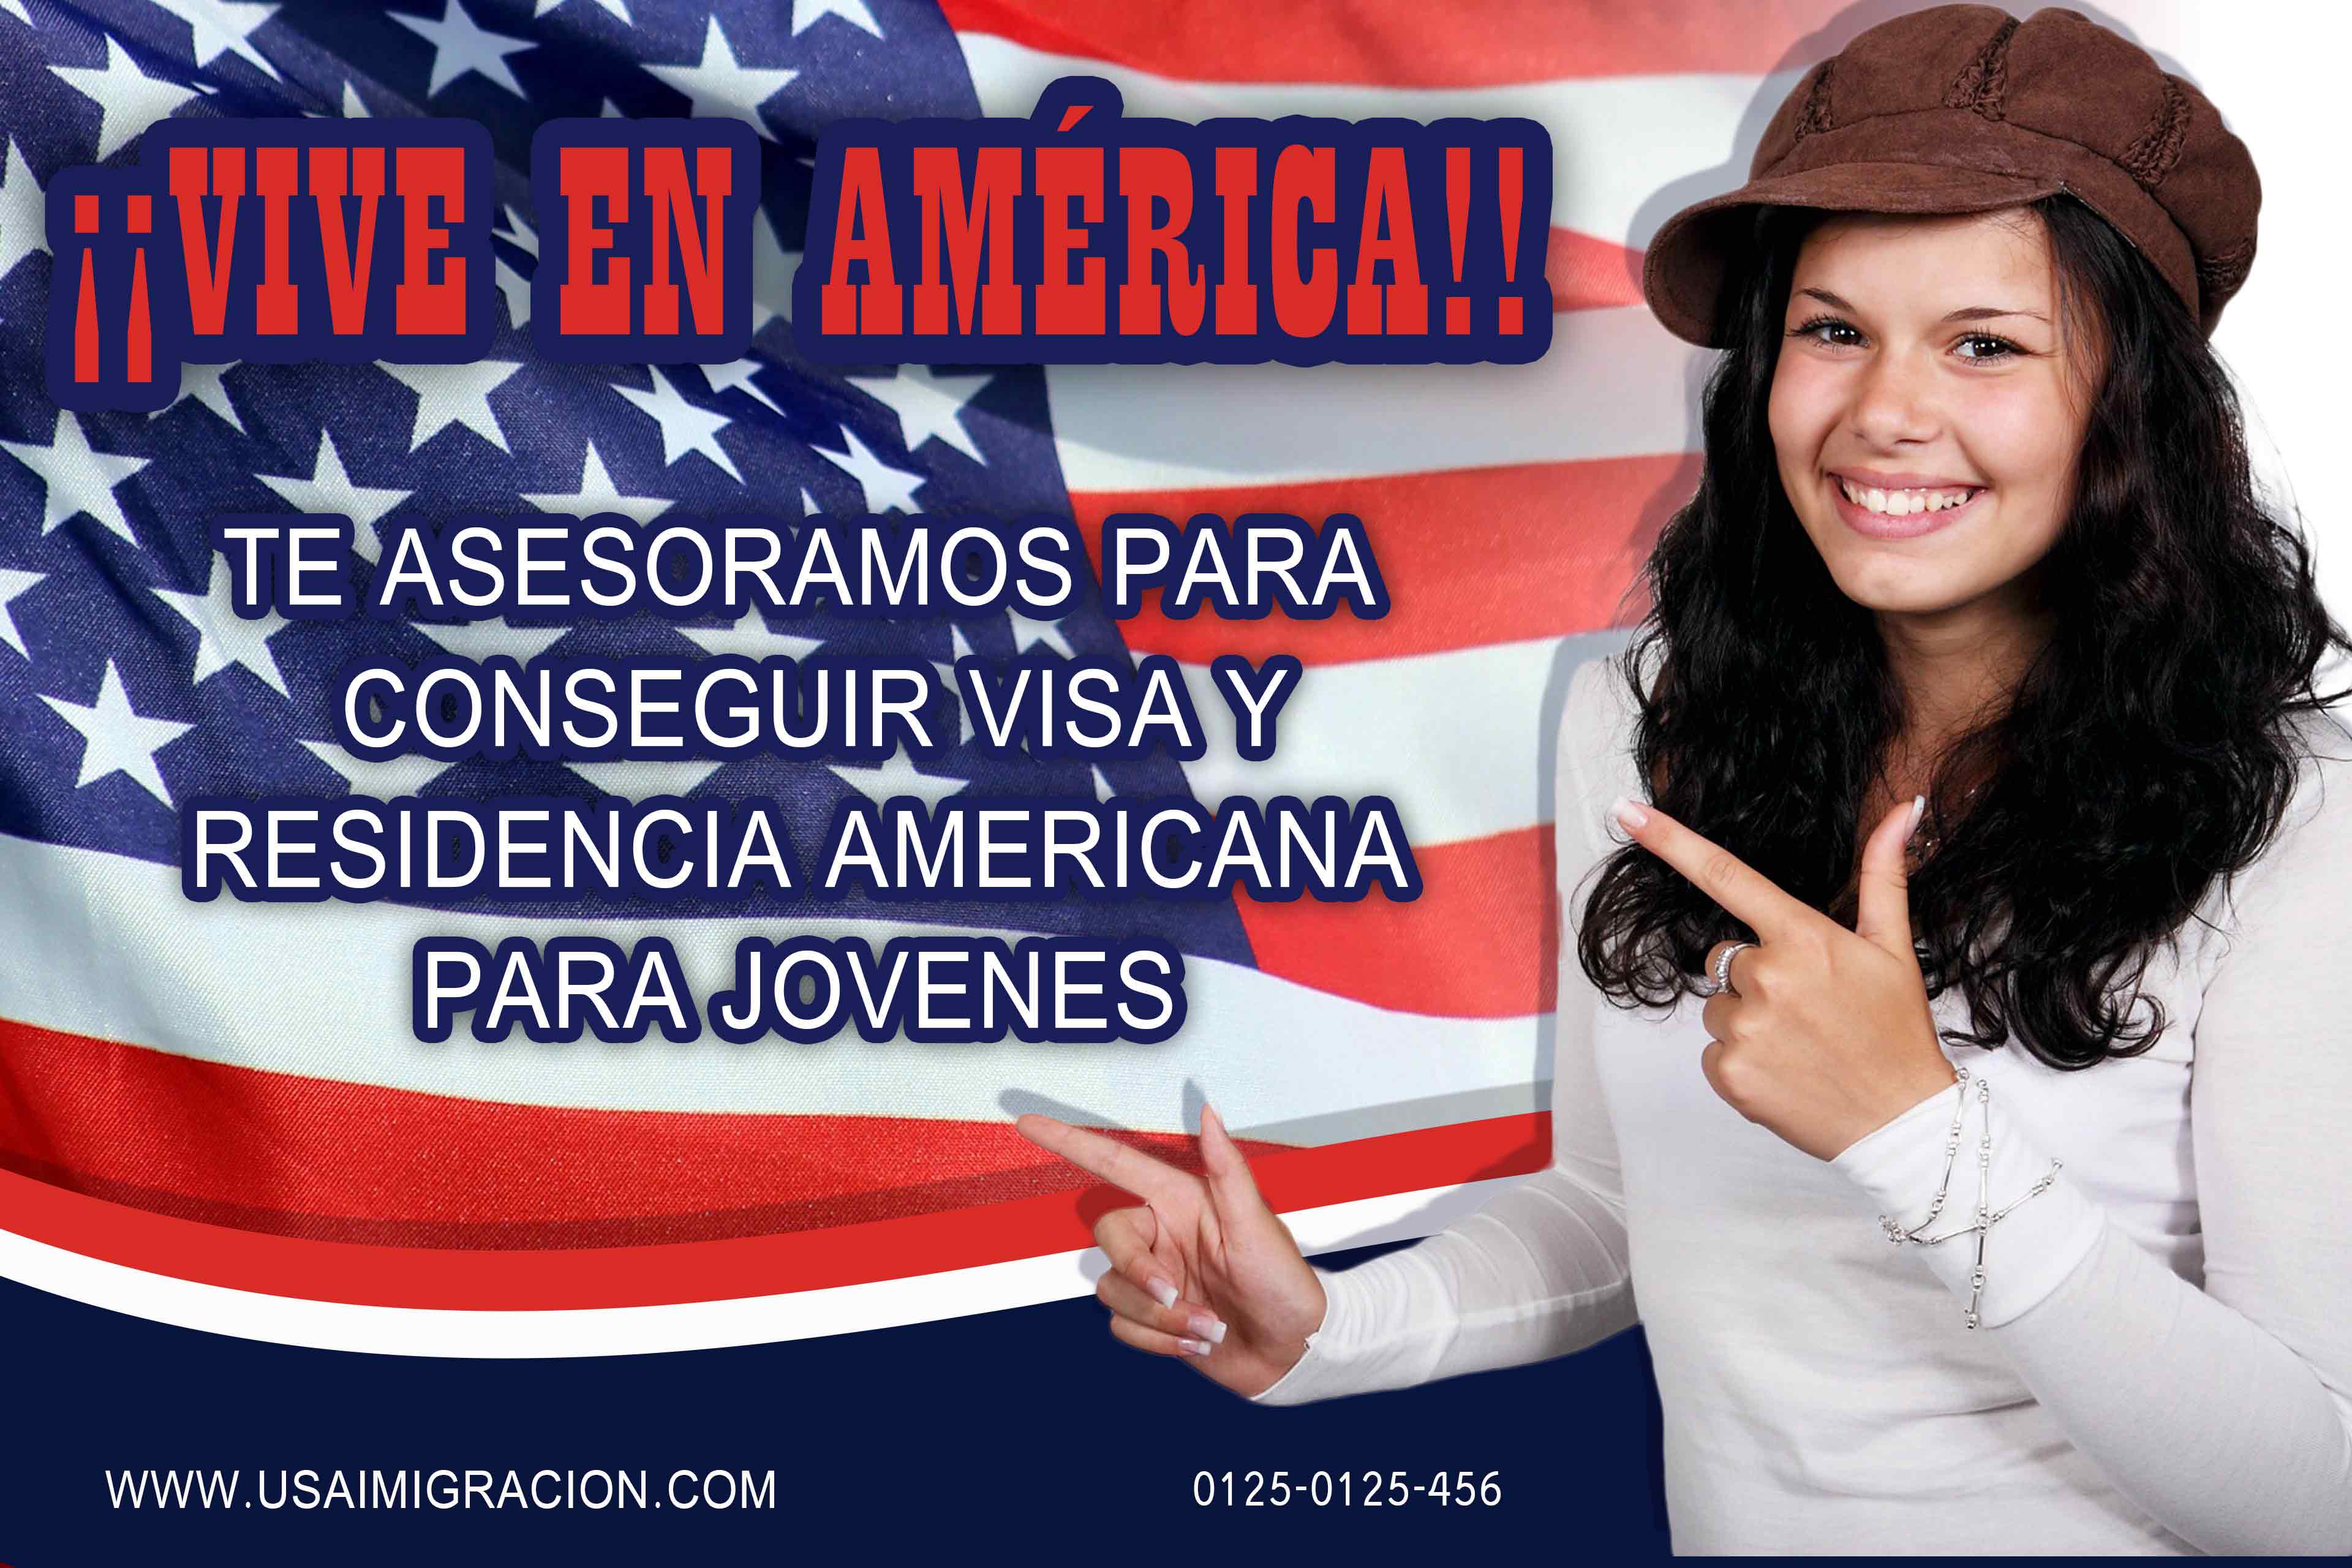 ¡¡VIVE EN AMÉRICA!!
TE ASESORAMOS PARA
CONSEGUIR VISA Y
RESIDENCIA AMERICANA
PARA JOVENES
WWW.USAIMIGRACION.COM
0125-0125-456